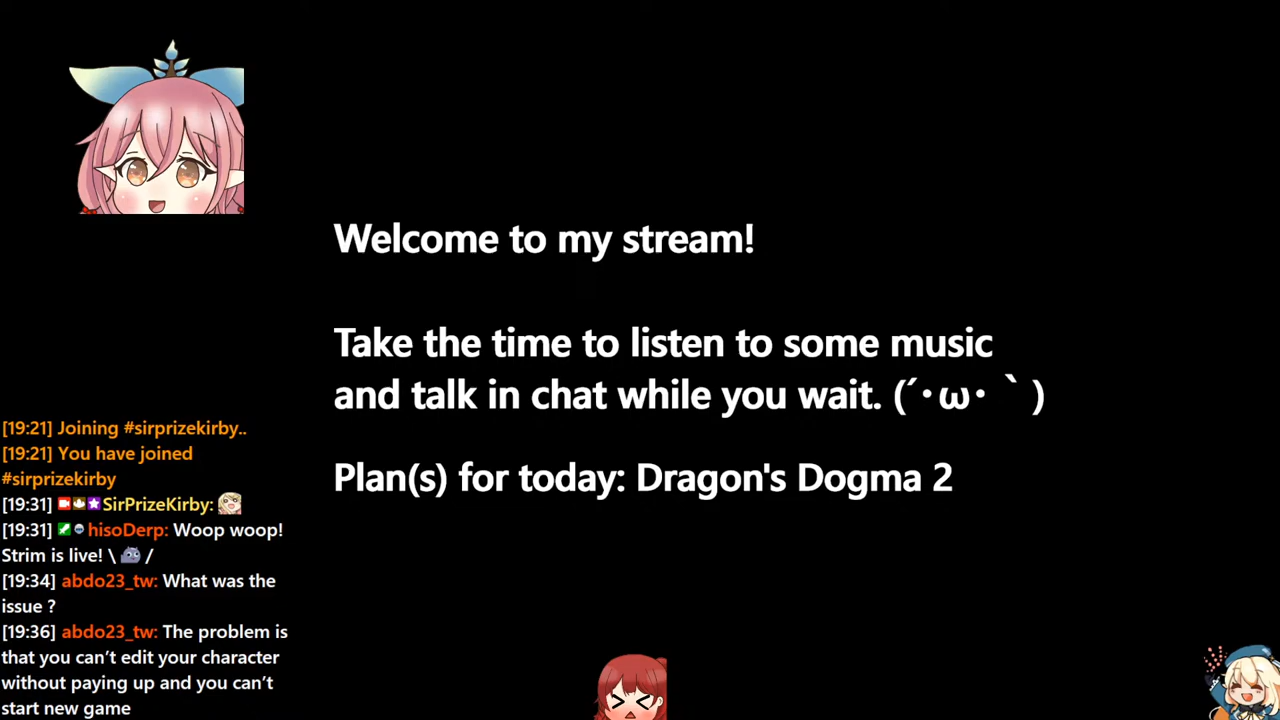 Welcome to my stream!
Take the time to listen to some music
and talk in chat while you wait. (´･ω･｀)
Plan(s) for today: Dragon's Dogma 2
[19:21] Joining #sirprizekirby..
[19:21] You have joined
#sirprizekirby
[19:31] SirPrizeKirby:
[19:31] hisoDerp: Woop woop!
Strim is live! \ /
[19:34] abdo23_tw: What was the
issue ?
[19:36] abdo23_tw: The problem is
that you can’t edit your character
without paying up and you can’t
start new game